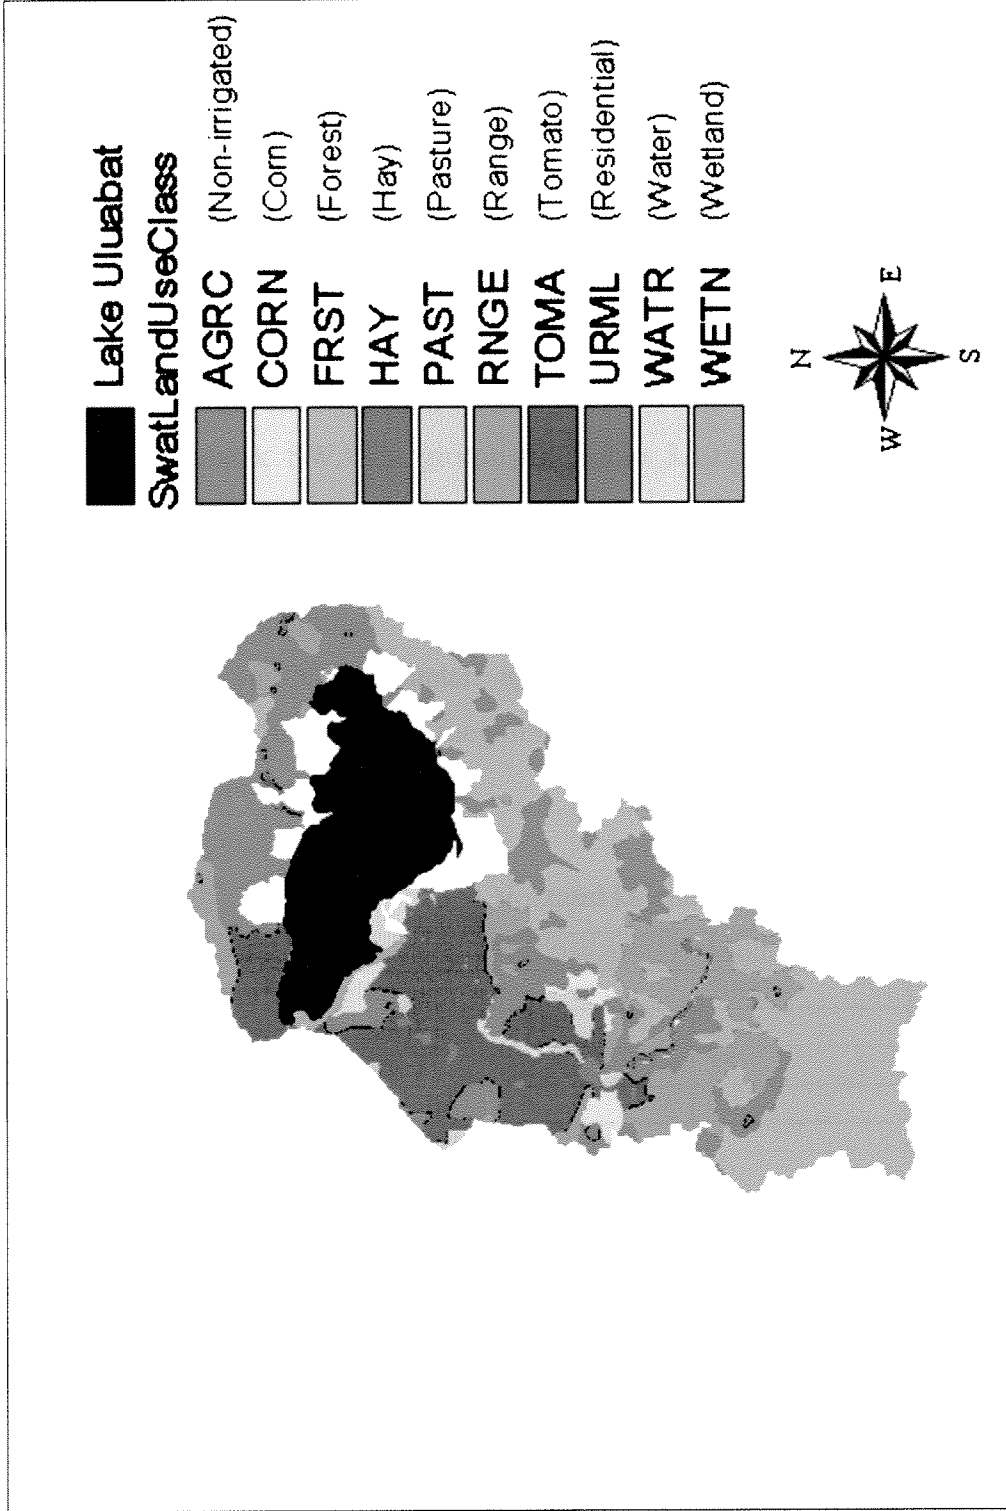 Lake Uluabat
SwatLandUseClass
AGRC (Non-irrigated)
CORN (Corn)
FRST (Forest)
HAY (Hay)
PAST (Pasture)
RNGE (Range)
TOMA (Tomato)
URML (Residential)
WATR (Water)
WETN (Wetland)
N
W E
S